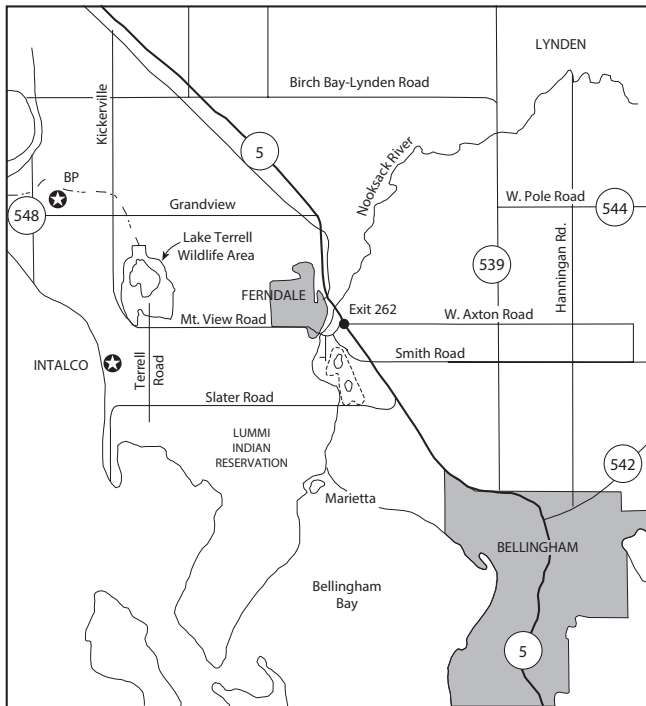 LYNDEN
Birch Bay-Lynden Road
Kickerville
5
Nooksack River
BP
548
Grandview
W. Pole Road
544
Lake Terrell
Wildlife Area
539
Hanningan Rd.
FERNDALE
Exit 262
Mt. View Road
W. Axton Road
Smith Road
INTALCO
Terrell
Road
Slater Road
LUMMI
INDIAN
RESERVATION
542
Marietta
BELLINGHAM
Bellingham
Bay
5